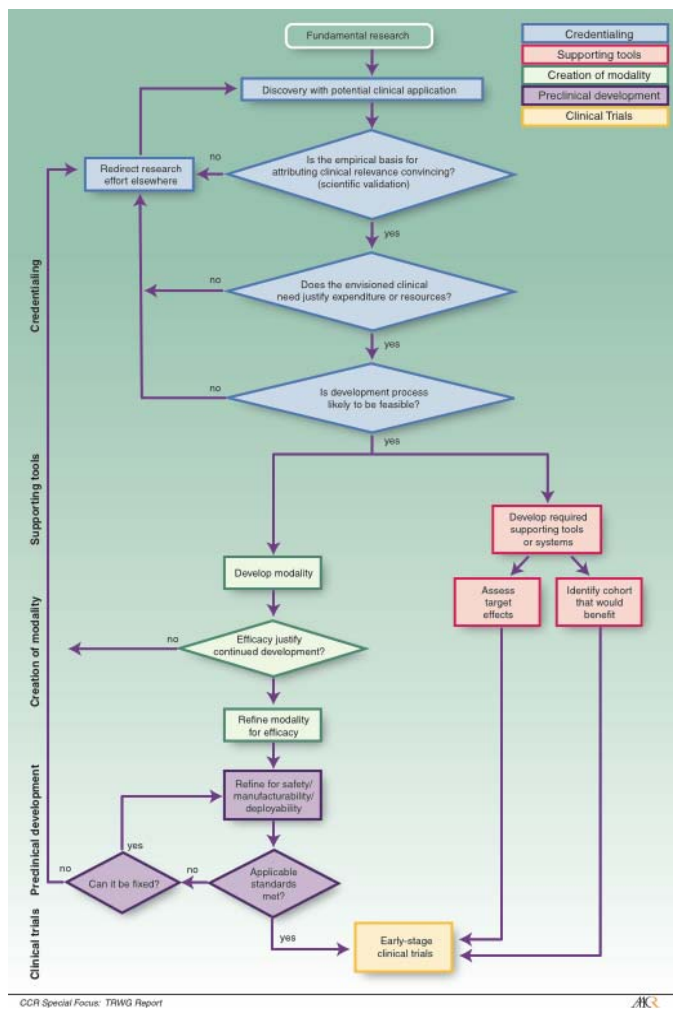 Fundamental research
Credentialing
Supporting tools
Creation of modality
Preclinical development
Clinical Trials
Discovery with potential clinical application
Is the empirical basis for
attributing clinical relevance convincing?
(scientific validation)
no
Redirect research
effort elsewhere
yes
Does the envisioned clinical
need justify expenditure or resources?
no
yes
Is development process
likely to be feasible?
no
yes
Develop required
supporting tools
or systems
Develop modality
Assess
target
effects
Identify cohort
that would
benefit
Efficacy justify
continued development?
no
Refine modality
for efficacy
Refine for safety/
manufacturability/
deployability
yes
Can it be fixed?
no
no
Applicable
standards
met?
yes
Early-stage
clinical trials
Credentialing
Supporting tools
Creation of modality
Preclinical development
Clinical trials
CCR Special Focus: TRWG Report